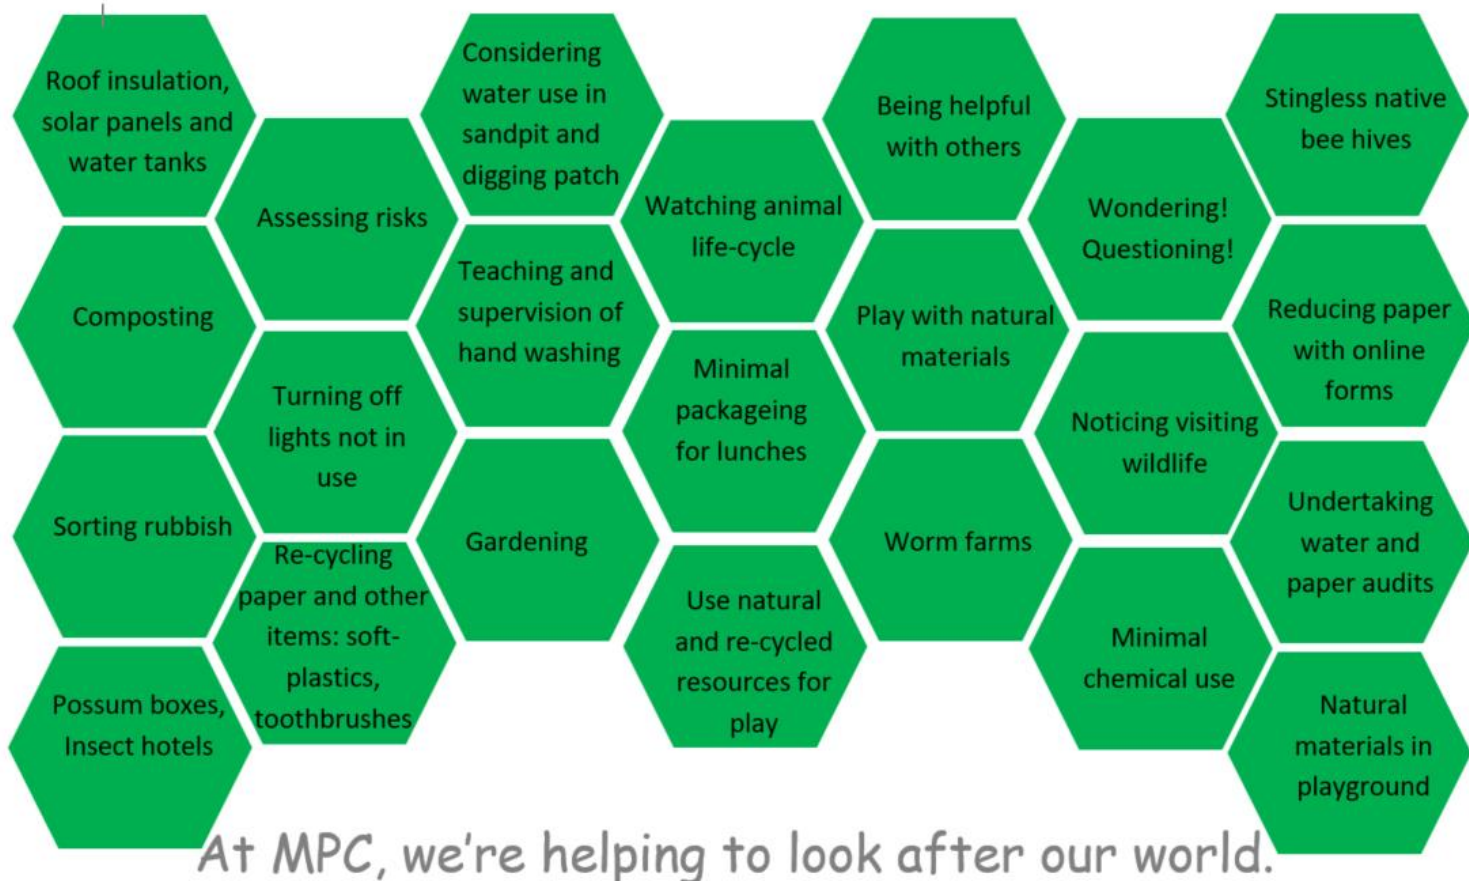 Roof insulation,
solar panels and
water tanks
Composting
Sorting rubbish
Possum boxes,
Insect hotels
Assessing risks
Turning off
lights not in
use
Re-cycling
paper and other
items: soft-
plastics,
toothbrushes
Considering
water use in
sandpit and
digging patch
Teaching and
supervision of
hand washing
Gardening
Watching animal
life-cycle
Minimal
packageing
for lunches
Use natural
and re-cycled
resources for
play
Being helpful
with others
Play with natural
materials
Worm farms
Wondering!
Questioning!
Noticing visiting
wildlife
Minimal
chemical use
Stingless native
bee hives
Reducing paper
with online
forms
Undertaking
water and
paper audits
Natural
materials in
playground
At MPC, we're helping to look after our world.